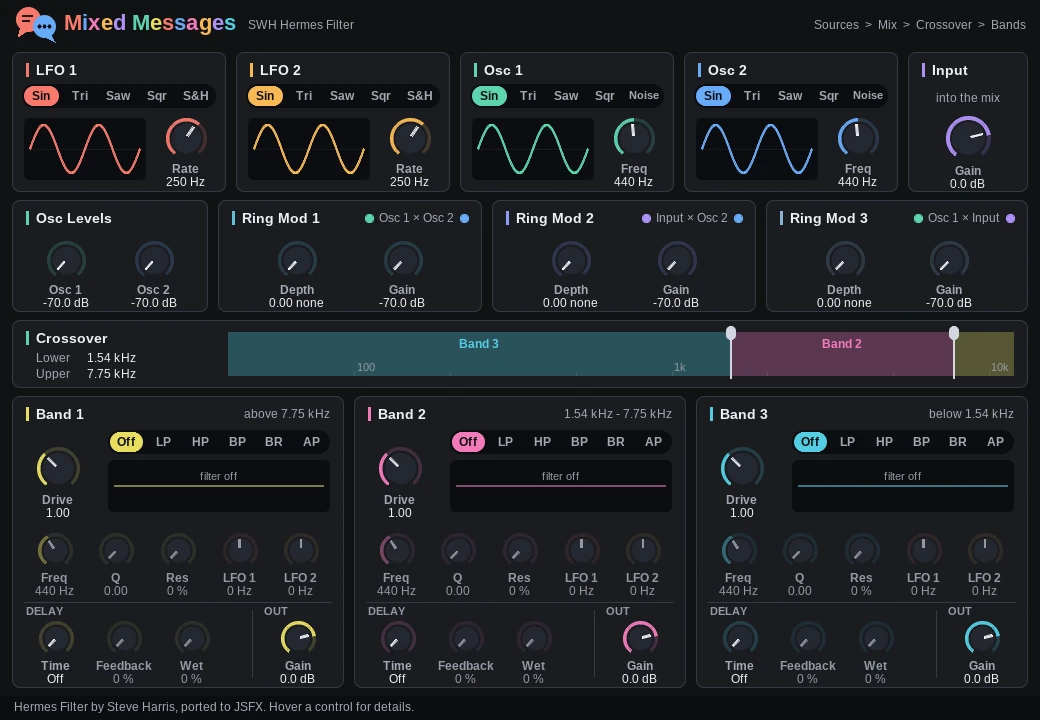 Mixed Messages SWH Hermes Filter Sources > Mix > Crossover > Bands
LFO 1
Sin Tri Saw Sqr S&H
Rate
250 Hz
LFO 2
Sin Tri Saw Sqr S&H
Rate
250 Hz
Osc 1
Sin Tri Saw Sqr Noise
Freq
440 Hz
Osc 2
Sin Tri Saw Sqr Noise
Freq
440 Hz
Input
into the mix
Gain
0.0 dB
Osc Levels
Osc 1 Osc 2
-70.0 dB -70.0 dB
Ring Mod 1 Osc 1 × Osc 2
Depth Gain
0.00 none -70.0 dB
Ring Mod 2 Input × Osc 2
Depth Gain
0.00 none -70.0 dB
Ring Mod 3 Osc 1 × Input
Depth Gain
0.00 none -70.0 dB
Crossover
Lower 1.54 kHz
Upper 7.75 kHz
Band 3 Band 2
100 1k 10k
Band 1 above 7.75 kHz
Off LP HP BP BR AP
filter off
Drive
1.00
Freq Q Res LFO 1 LFO 2
440 Hz 0.00 0 % 0 Hz 0 Hz
DELAY OUT
Time Feedback Wet Gain
Off 0 % 0 % 0.0 dB
Band 2 1.54 kHz - 7.75 kHz
Off LP HP BP BR AP
filter off
Drive
1.00
Freq Q Res LFO 1 LFO 2
440 Hz 0.00 0 % 0 Hz 0 Hz
DELAY OUT
Time Feedback Wet Gain
Off 0 % 0 % 0.0 dB
Band 3 below 1.54 kHz
Off LP HP BP BR AP
filter off
Drive
1.00
Freq Q Res LFO 1 LFO 2
440 Hz 0.00 0 % 0 Hz 0 Hz
DELAY OUT
Time Feedback Wet Gain
Off 0 % 0 % 0.0 dB
Hermes Filter by Steve Harris, ported to JSFX. Hover a control for details.